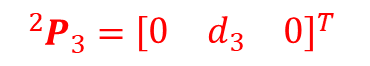 ²P₃ = [0 d₃ 0]ᵀ